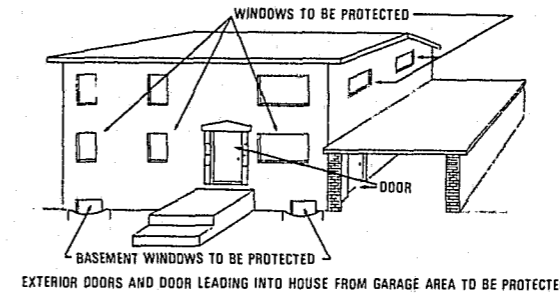 WINDOWS TO BE PROTECTED
DOOR
BASEMENT WINDOWS TO BE PROTECTED
EXTERIOR DOORS AND DOOR LEADING INTO HOUSE FROM GARAGE AREA TO BE PROTECTE